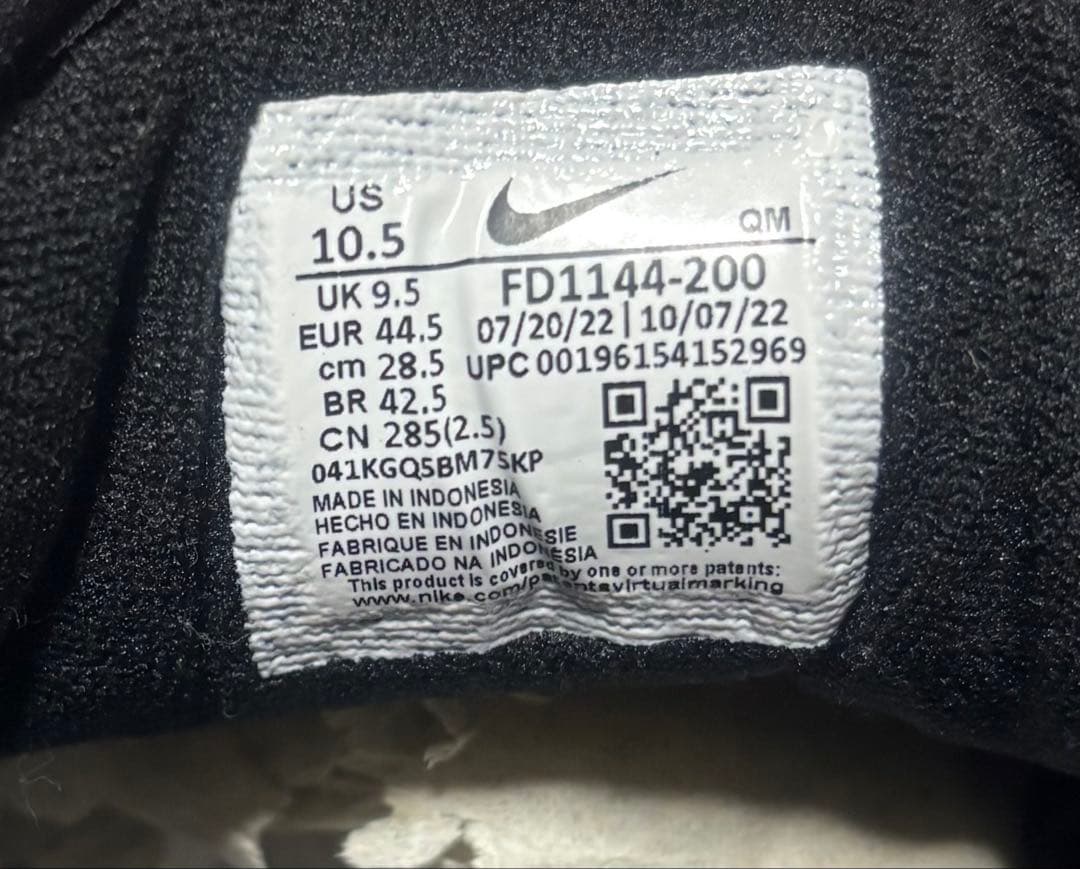 US
10.5
QM
UK 9.5
EUR 44.5
cm 28.5
BR 42.5
CN 285(2.5)
FD1144-200
07/20/22 | 10/07/22
UPC 00196154152969
041KGQ5BM75KP
MADE IN INDONESIA
HECHO EN INDONESIA
FABRIQUE EN INDONESIE
FABRICADO NA INDONESIA
This product is covered by one or more patents:
www.nike.com/patentsvirtualmarking